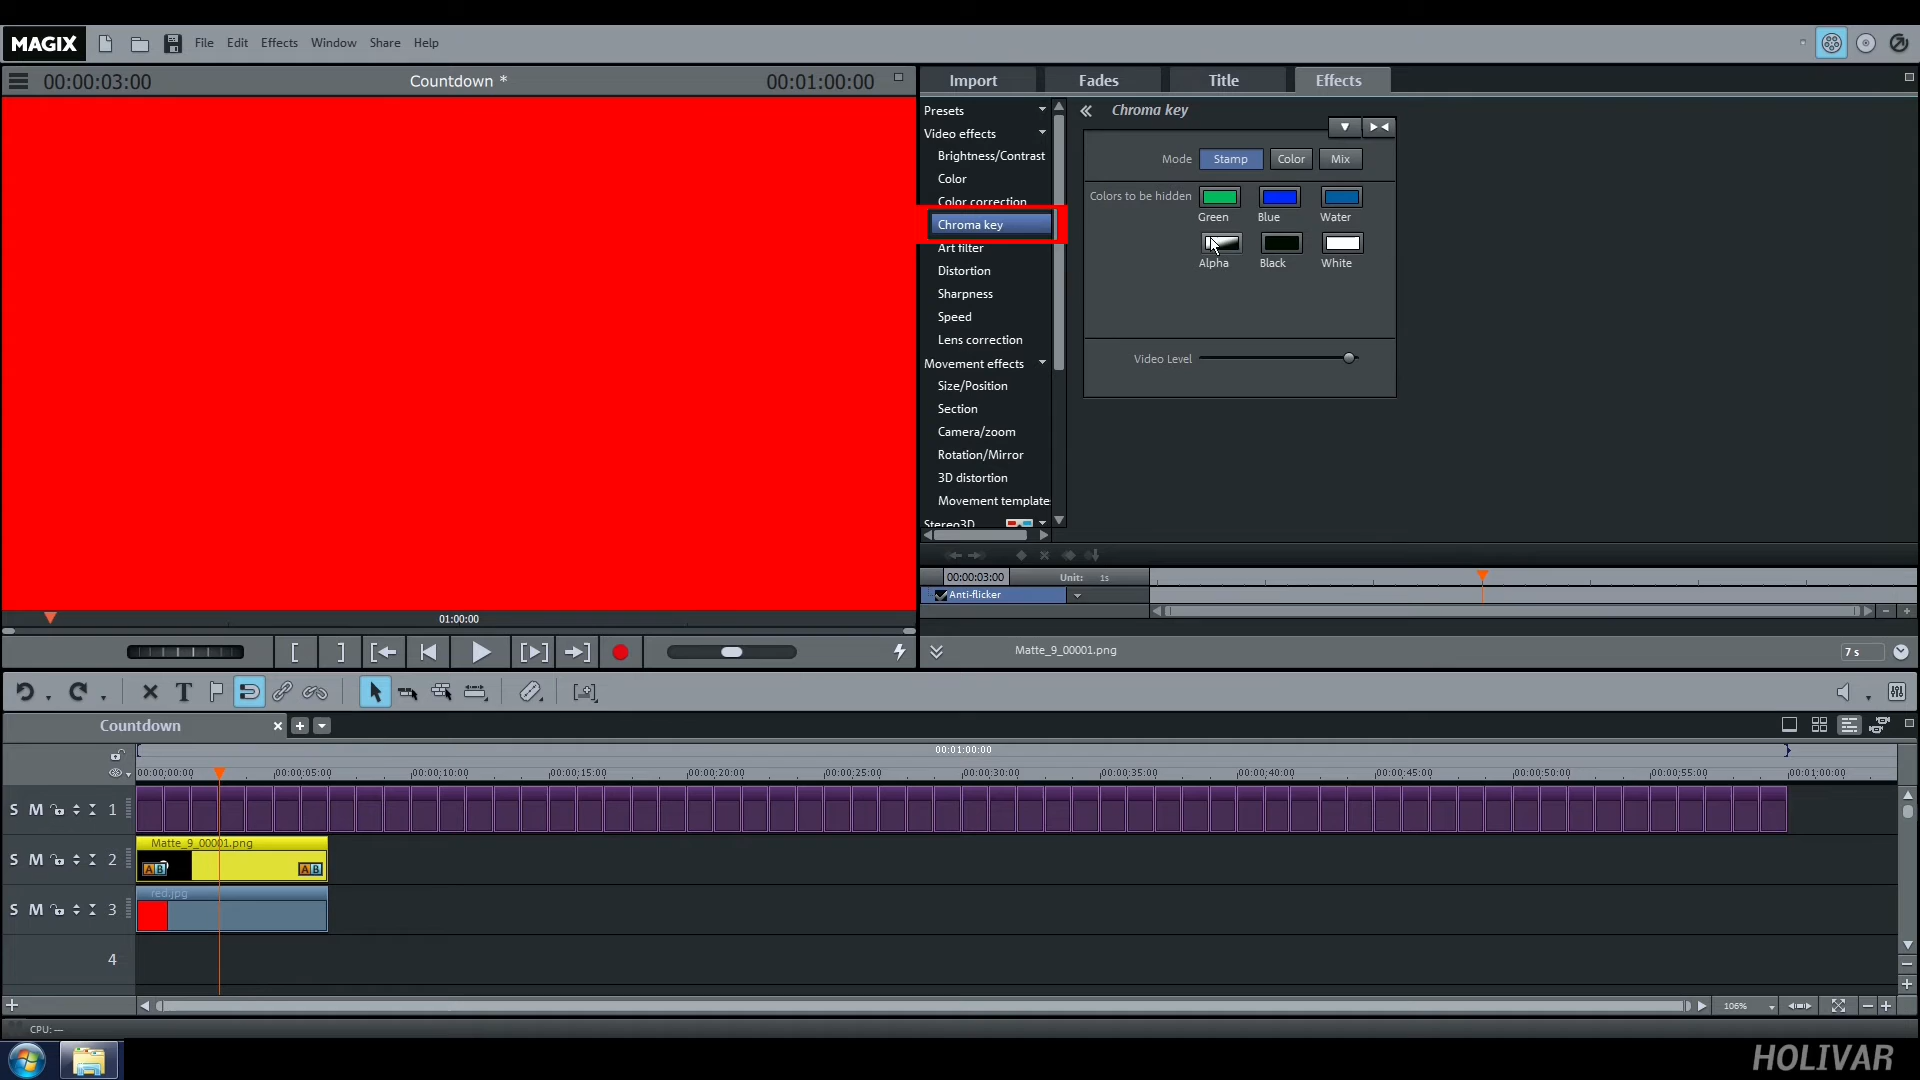 MAGIX File Edit Effects Window Share Help
00:00:03:00 Countdown * 00:01:00:00
Import Fades Title Effects
Presets
Video effects
Brightness/Contrast
Color
Color correction
Chroma key
Art filter
Distortion
Sharpness
Speed
Lens correction
Movement effects
Size/Position
Section
Camera/zoom
Rotation/Mirror
3D distortion
Movement template
Stereo3D
Chroma key
Mode Stamp Color Mix
Colors to be hidden
Green Blue Water
Alpha Black White
Video Level
01:00:00
00:00:03:00 Unit: 1s
Anti-flicker
Matte_9_00001.png 7 s
Countdown
00:01:00:00
00:00:00:00 00:00:05:00 00:00:10:00 00:00:15:00 00:00:20:00 00:00:25:00 00:00:30:00 00:00:35:00 00:00:40:00 00:00:45:00 00:00:50:00 00:00:55:00 00:01:00:00
S M 1
Matte_9_00001.png
S M 2 A B A B
red.jpg
S M 3
4
106%
CPU: —
HOLIVAR